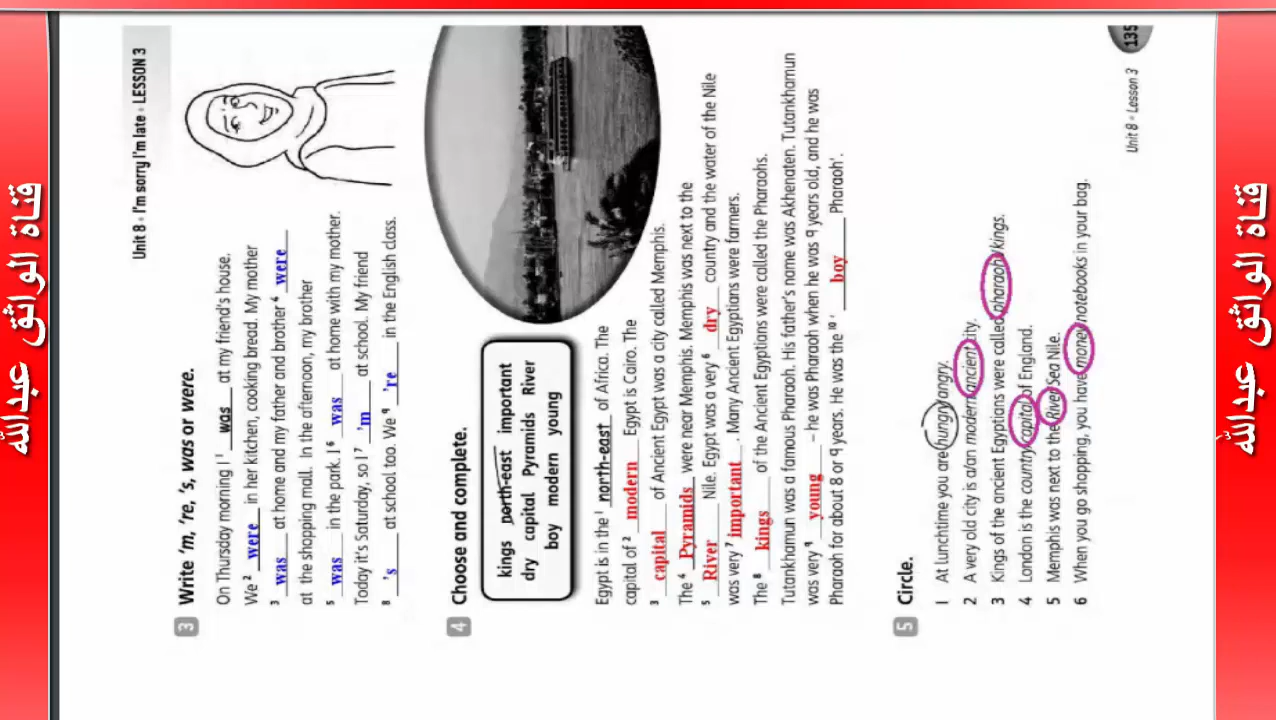 قناة الواثق عبدالله
Unit 8 • I'm sorry I'm late • LESSON 3
3 Write 'm, 're, 's, was or were.
On Thursday morning I 1 was at my friend's house.
We 2 were in her kitchen, cooking bread. My mother
3 was at home and my father and brother 4 were
at the shopping mall. In the afternoon, my brother
5 was in the park. I 6 was at home with my mother.
Today it's Saturday, so I 7 'm at school. My friend
8 's at school too. We 9 're in the English class.
4 Choose and complete.
kings north-east important
dry capital Pyramids River
boy modern young
Egypt is in the 1 north-east of Africa. The
capital of 2 modern Egypt is Cairo. The
3 capital of Ancient Egypt was a city called Memphis.
The 4 Pyramids were near Memphis. Memphis was next to the
5 River Nile. Egypt was a very 6 dry country and the water of the Nile
was very 7 important. Many Ancient Egyptians were farmers.
The 8 kings of the Ancient Egyptians were called the Pharaohs.
Tutankhamun was a famous Pharaoh. His father's name was Akhenaten. Tutankhamun
was very 9 young – he was Pharaoh when he was 9 years old, and he was
Pharaoh for about 8 or 9 years. He was the 10 ' boy Pharaoh'.
5 Circle.
1 At lunchtime you are hungry/angry.
2 A very old city is a/an modern/ancient city.
3 Kings of the ancient Egyptians were called pharaoh/kings.
4 London is the country/capital of England.
5 Memphis was next to the River/Sea Nile.
6 When you go shopping, you have money/notebooks in your bag.
Unit 8 • Lesson 3
135
قناة الواثق عبدالله